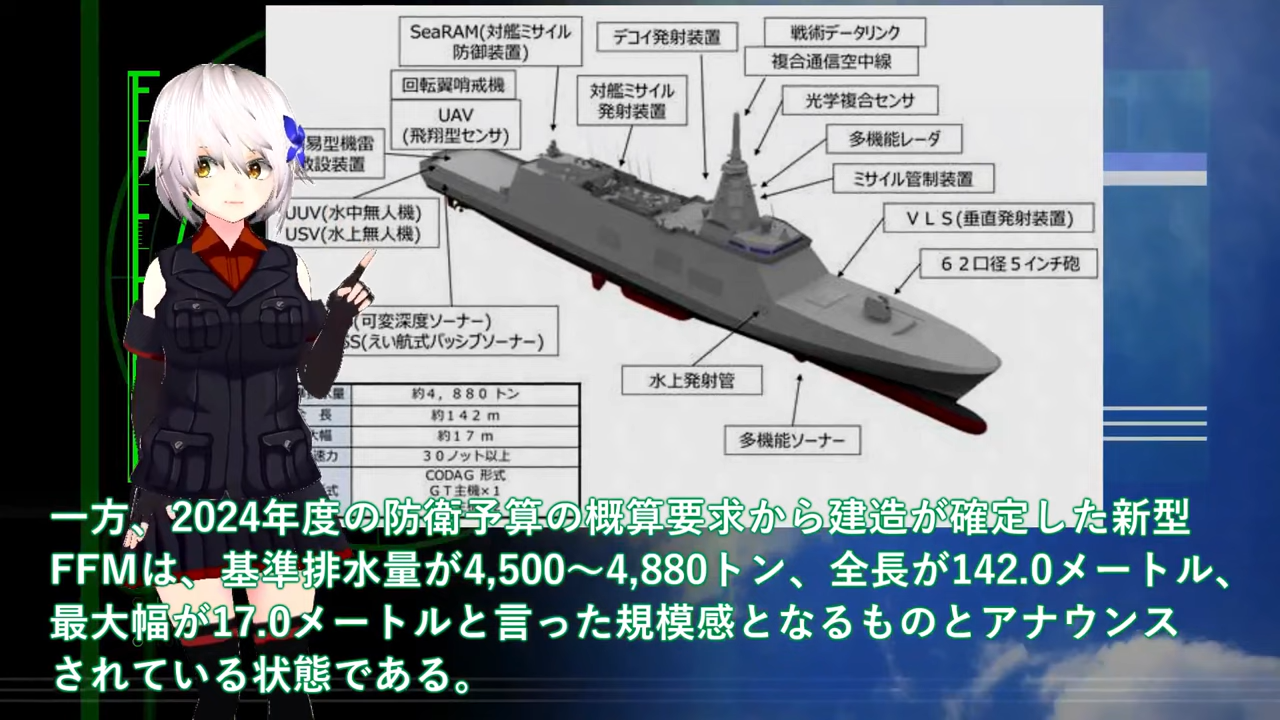 SeaRAM(対艦ミサイル
防御装置)
デコイ発射装置
戦術データリンク
複合通信空中線
回転翼哨戒機
対艦ミサイル
発射装置
光学複合センサ
UAV
(飛翔型センサ)
易型機雷
敷設装置
多機能レーダ
ミサイル管制装置
UUV(水中無人機)
USV(水上無人機)
VLS(垂直発射装置)
62口径5インチ砲
(可変深度ソーナー)
SS(えい航式パッシブソーナー)
水上発射管
多機能ソーナー
水量 約4,880 トン
長 約142 m
大幅 約17 m
速力 30ノット以上
式 CODAG 形式
GT主機×1
一方、2024年度の防衛予算の概算要求から建造が確定した新型
FFMは、基準排水量が4,500～4,880トン、全長が142.0メートル、
最大幅が17.0メートルと言った規模感となるものとアナウンス
されている状態である。